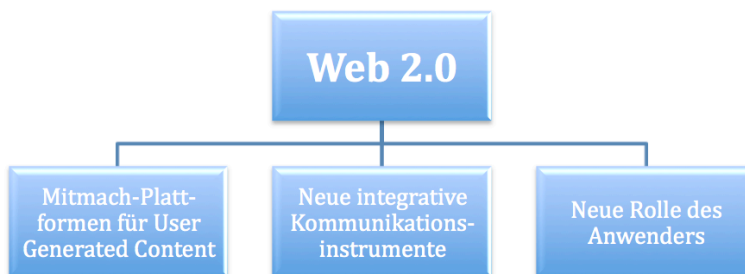 Web 2.0
Mitmach-Platt-
formen für User
Generated Content
Neue integrative
Kommunikations-
instrumente
Neue Rolle des
Anwenders